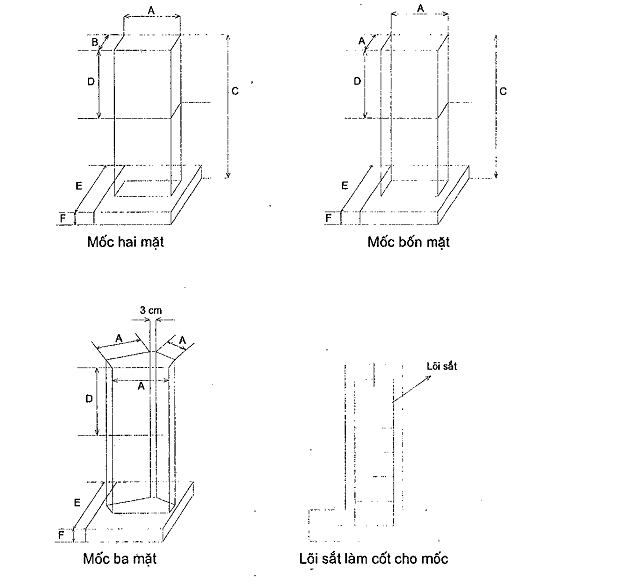 A
A
B
A
D
D
C
C
E
E
F
F
Mốc hai mặt
Mốc bốn mặt
3 cm
A
A
A
D
Lõi sắt
E
F
Mốc ba mặt
Lõi sắt làm cốt cho mốc